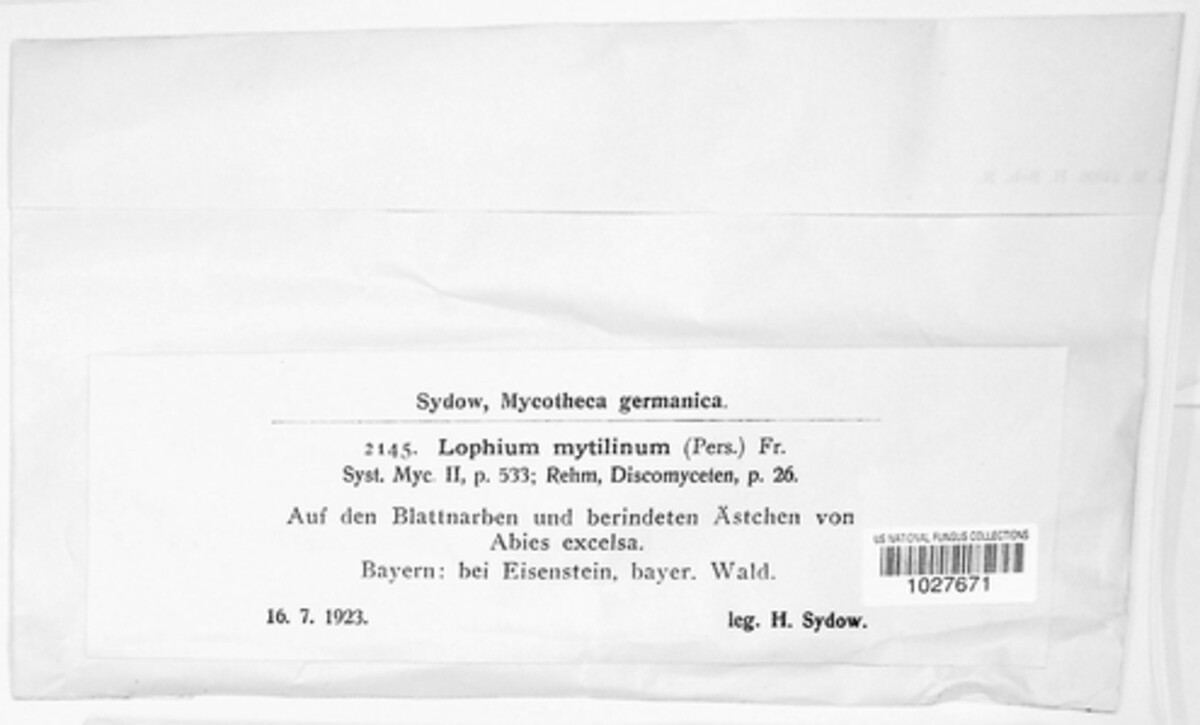 Sydow, Mycotheca germanica.
2145. Lophium mytilinum (Pers.) Fr.
Syst. Myc. II, p. 533; Rehm, Discomyceten, p. 26.
Auf den Blattnarben und berindeten Ästchen von
Abies excelsa.
Bayern: bei Eisenstein, bayer. Wald.
16. 7. 1923. leg. H. Sydow.
US NATIONAL FUNGUS COLLECTIONS
1027671